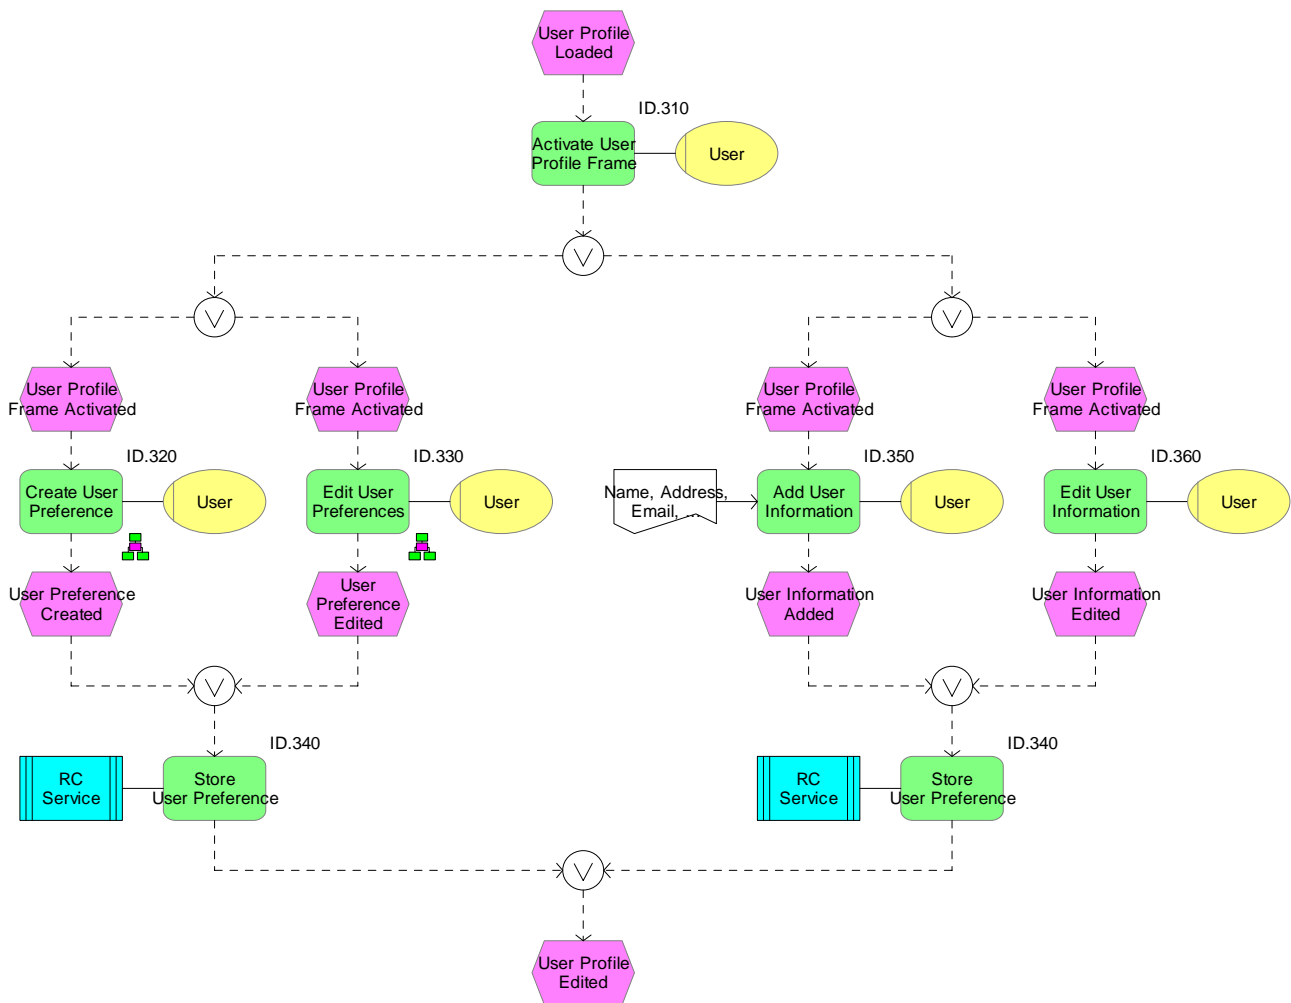 User Profile
Loaded
ID.310
Activate User
Profile Frame
User
User Profile
Frame Activated
User Profile
Frame Activated
User Profile
Frame Activated
User Profile
Frame Activated
ID.320
ID.330
ID.350
ID.360
Create User
Preference
User
Edit User
Preferences
User
Name, Address,
Email, ...
Add User
Information
User
Edit User
Information
User
User Preference
Created
User
Preference
Edited
User Information
Added
User Information
Edited
ID.340
ID.340
RC
Service
Store
User Preference
RC
Service
Store
User Preference
User Profile
Edited